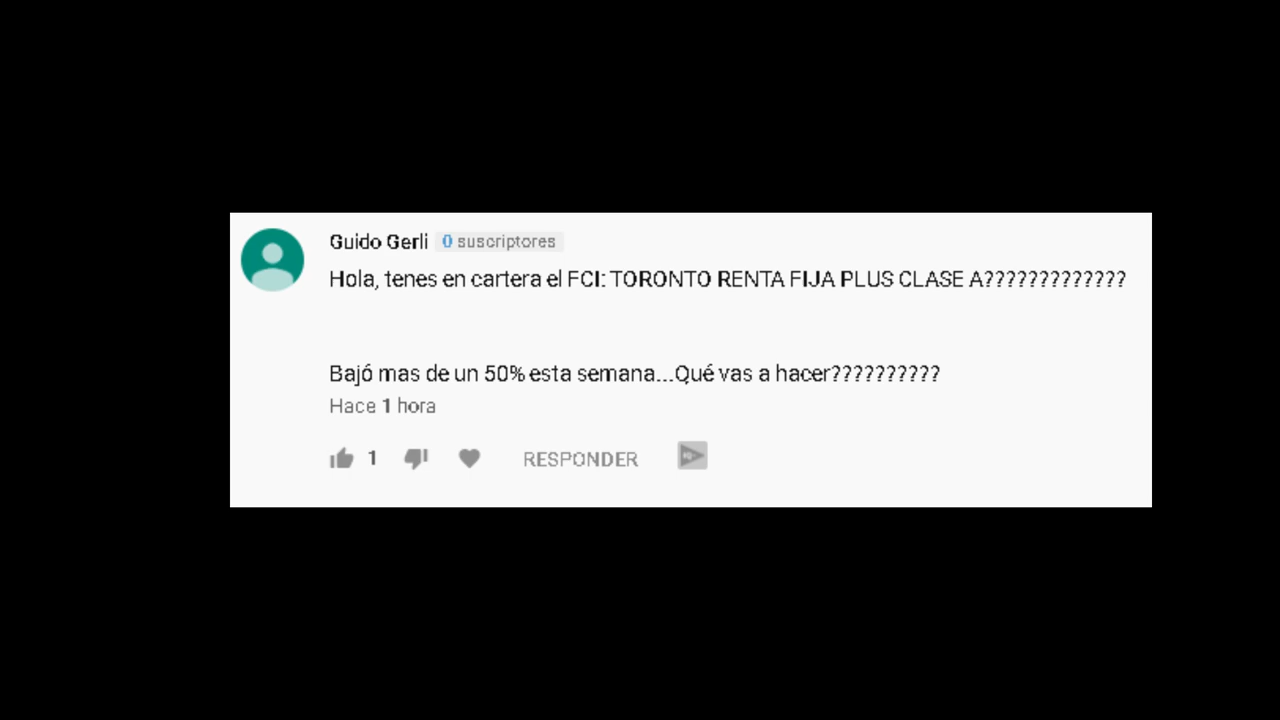 Guido Gerli 0 suscriptores
Hola, tenes en cartera el FCI: TORONTO RENTA FIJA PLUS CLASE A?????????????
Bajó mas de un 50% esta semana...Qué vas a hacer??????????
Hace 1 hora
1 RESPONDER